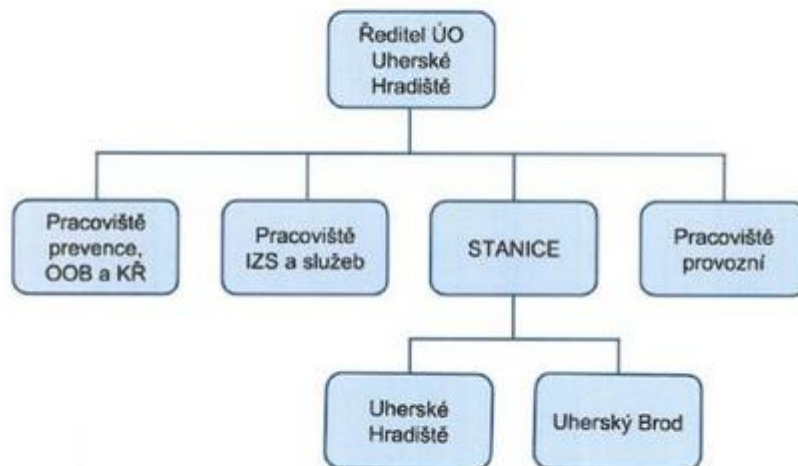 Ředitel ÚO
Uherské
Hradiště
Pracoviště
prevence,
OOB a KŘ
Pracoviště
IZS a služeb
STANICE
Pracoviště
provozní
Uherské
Hradiště
Uherský Brod